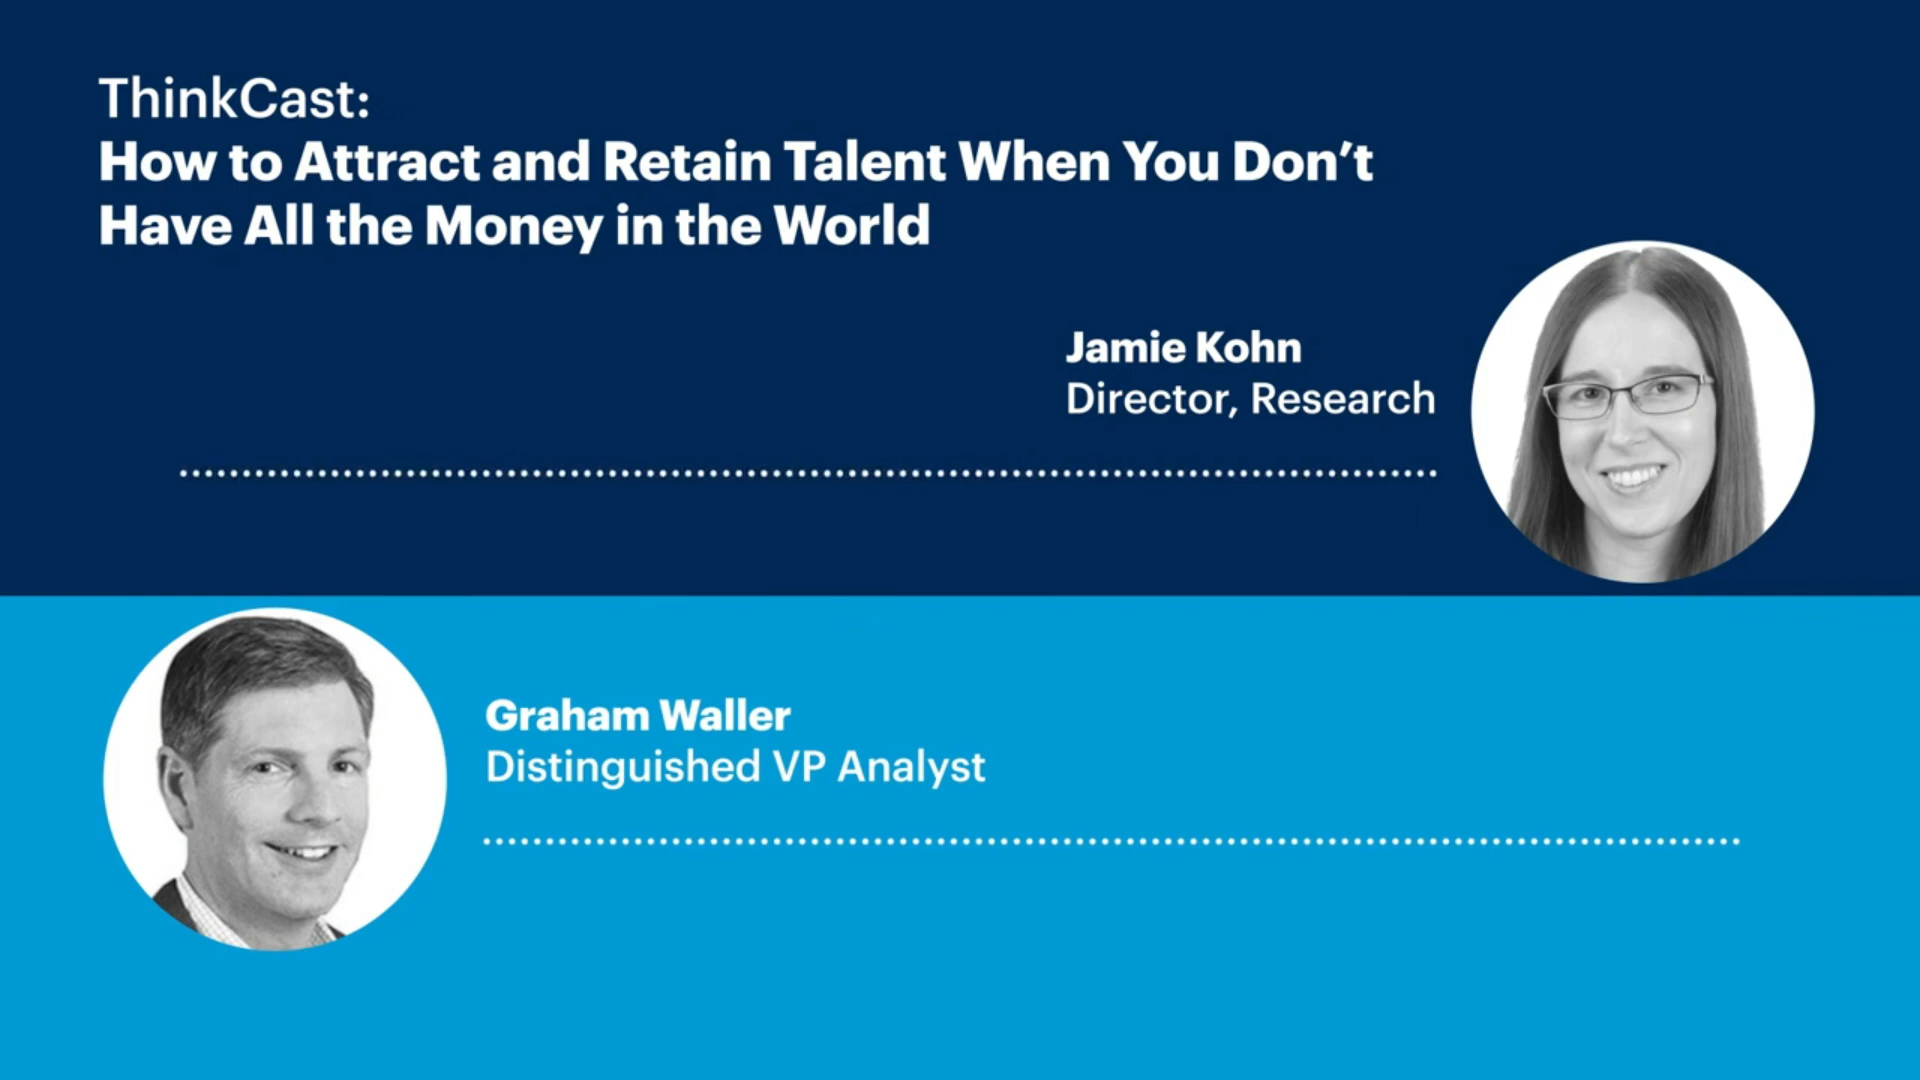 ThinkCast:
How to Attract and Retain Talent When You Don’t
Have All the Money in the World
Jamie Kohn
Director, Research
Graham Waller
Distinguished VP Analyst